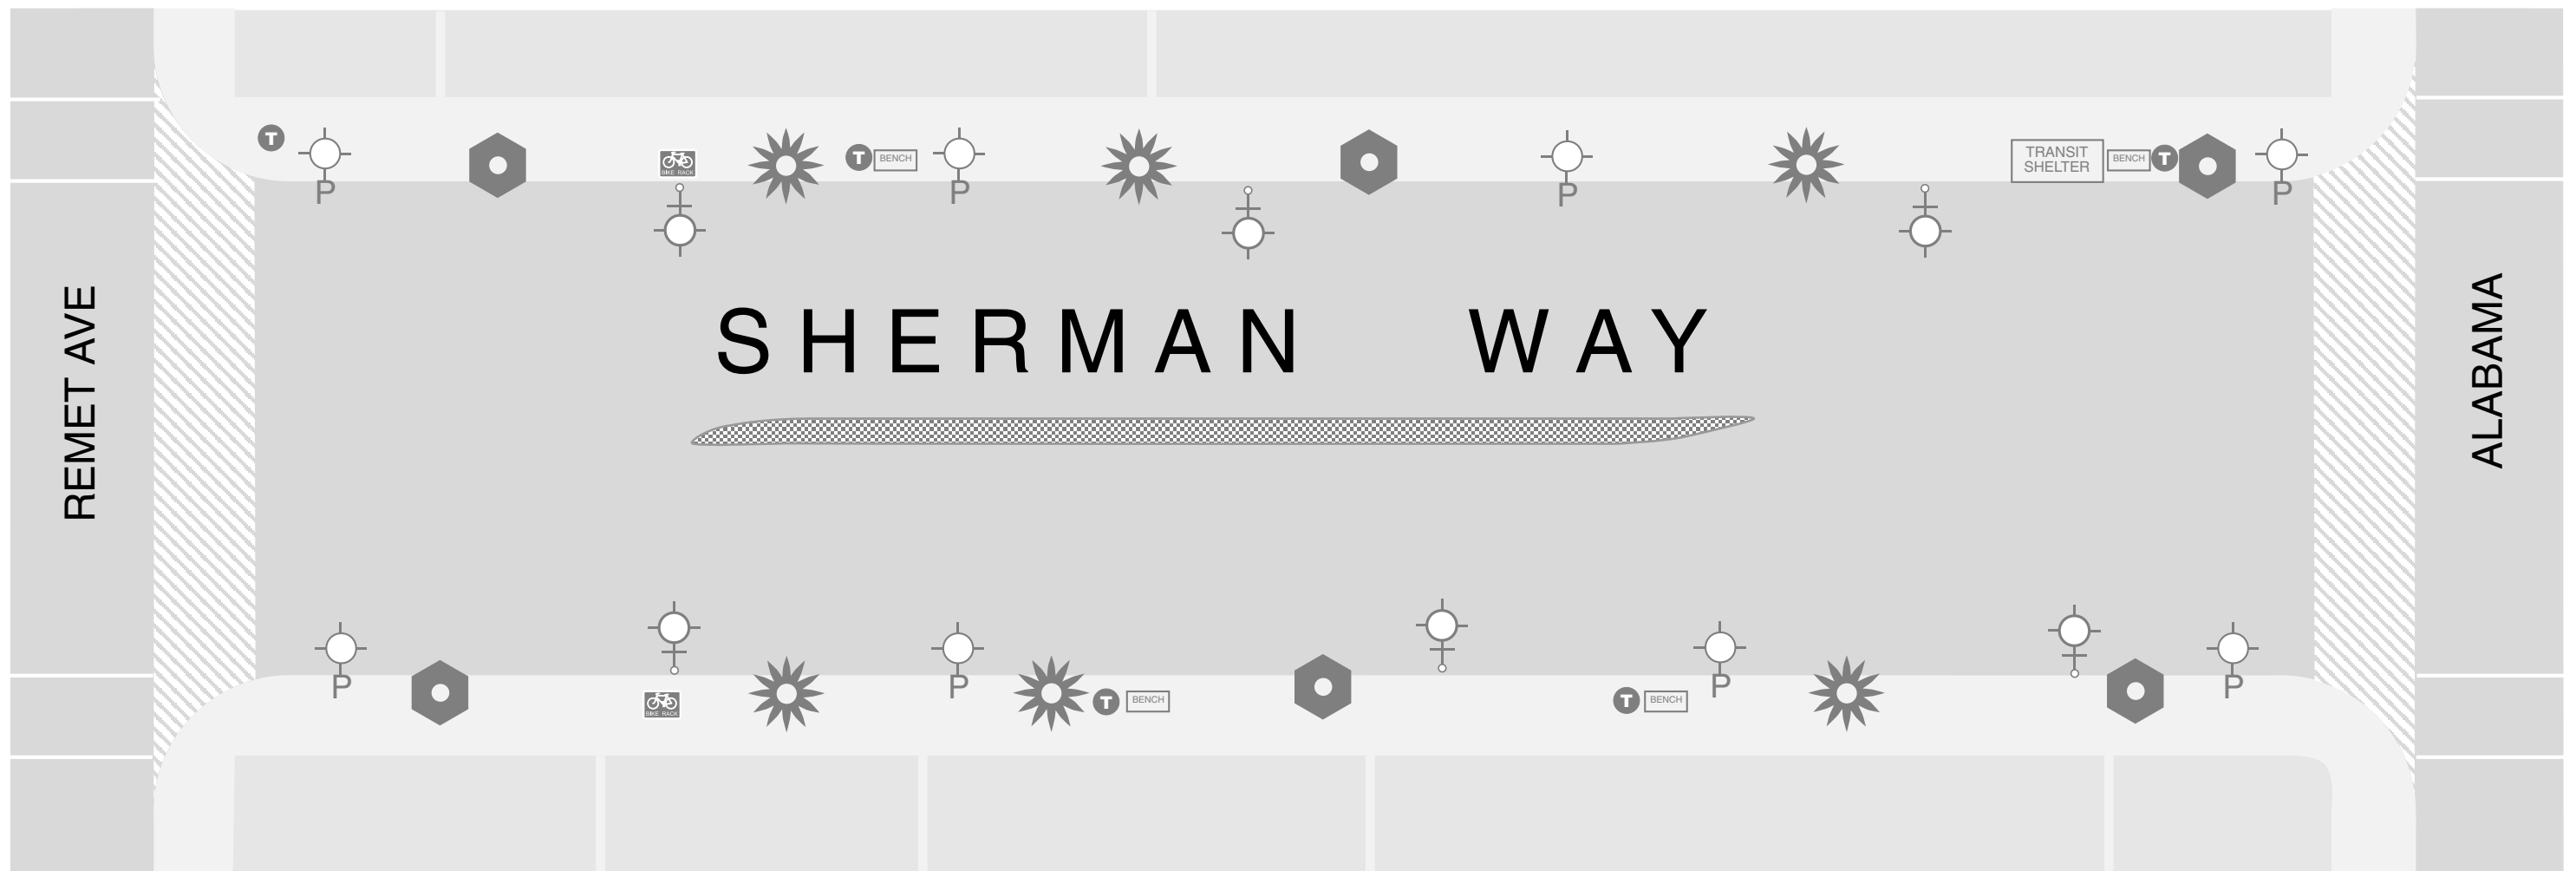 T
P
BIKE RACK
T BENCH
P
P
TRANSIT
SHELTER
BENCH T
P
REMET AVE
SHERMAN WAY
ALABAMA
P
BIKE RACK
P
T BENCH
T BENCH
P
P